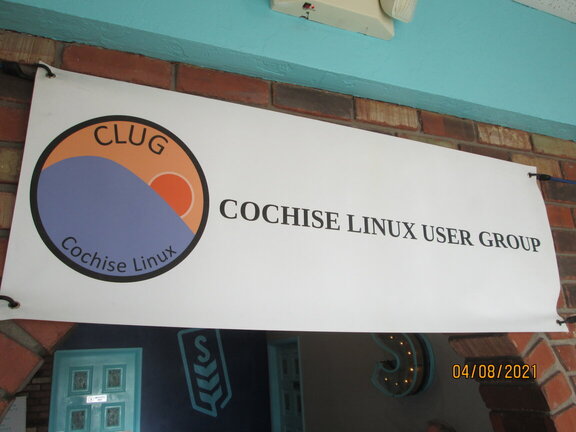 CLUG
Cochise Linux
COCHISE LINUX USER GROUP
S
S
04/08/2021